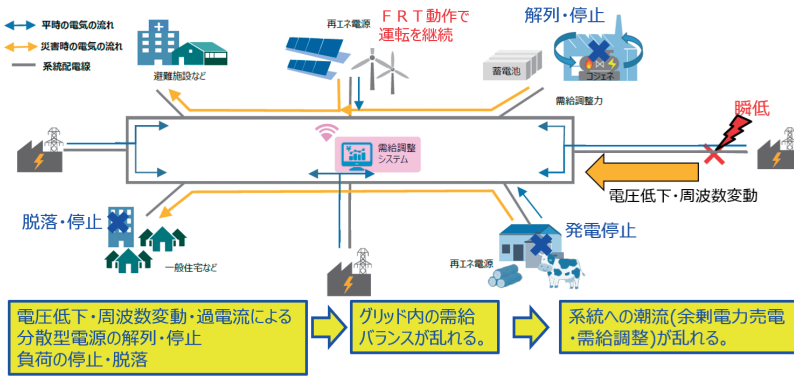 平時の電気の流れ
災害時の電気の流れ
系統配電線
避難施設など
再エネ電源
ＦＲＴ動作で
運転を継続
解列・停止
蓄電池
コジェネ
需給調整力
瞬低
需給調整
システム
電圧低下・周波数変動
脱落・停止
一般住宅など
再エネ電源
発電停止
電圧低下・周波数変動・過電流による
分散型電源の解列・停止
負荷の停止・脱落
グリッド内の需給
バランスが乱れる。
系統への潮流(余剰電力売電
・需給調整)が乱れる。